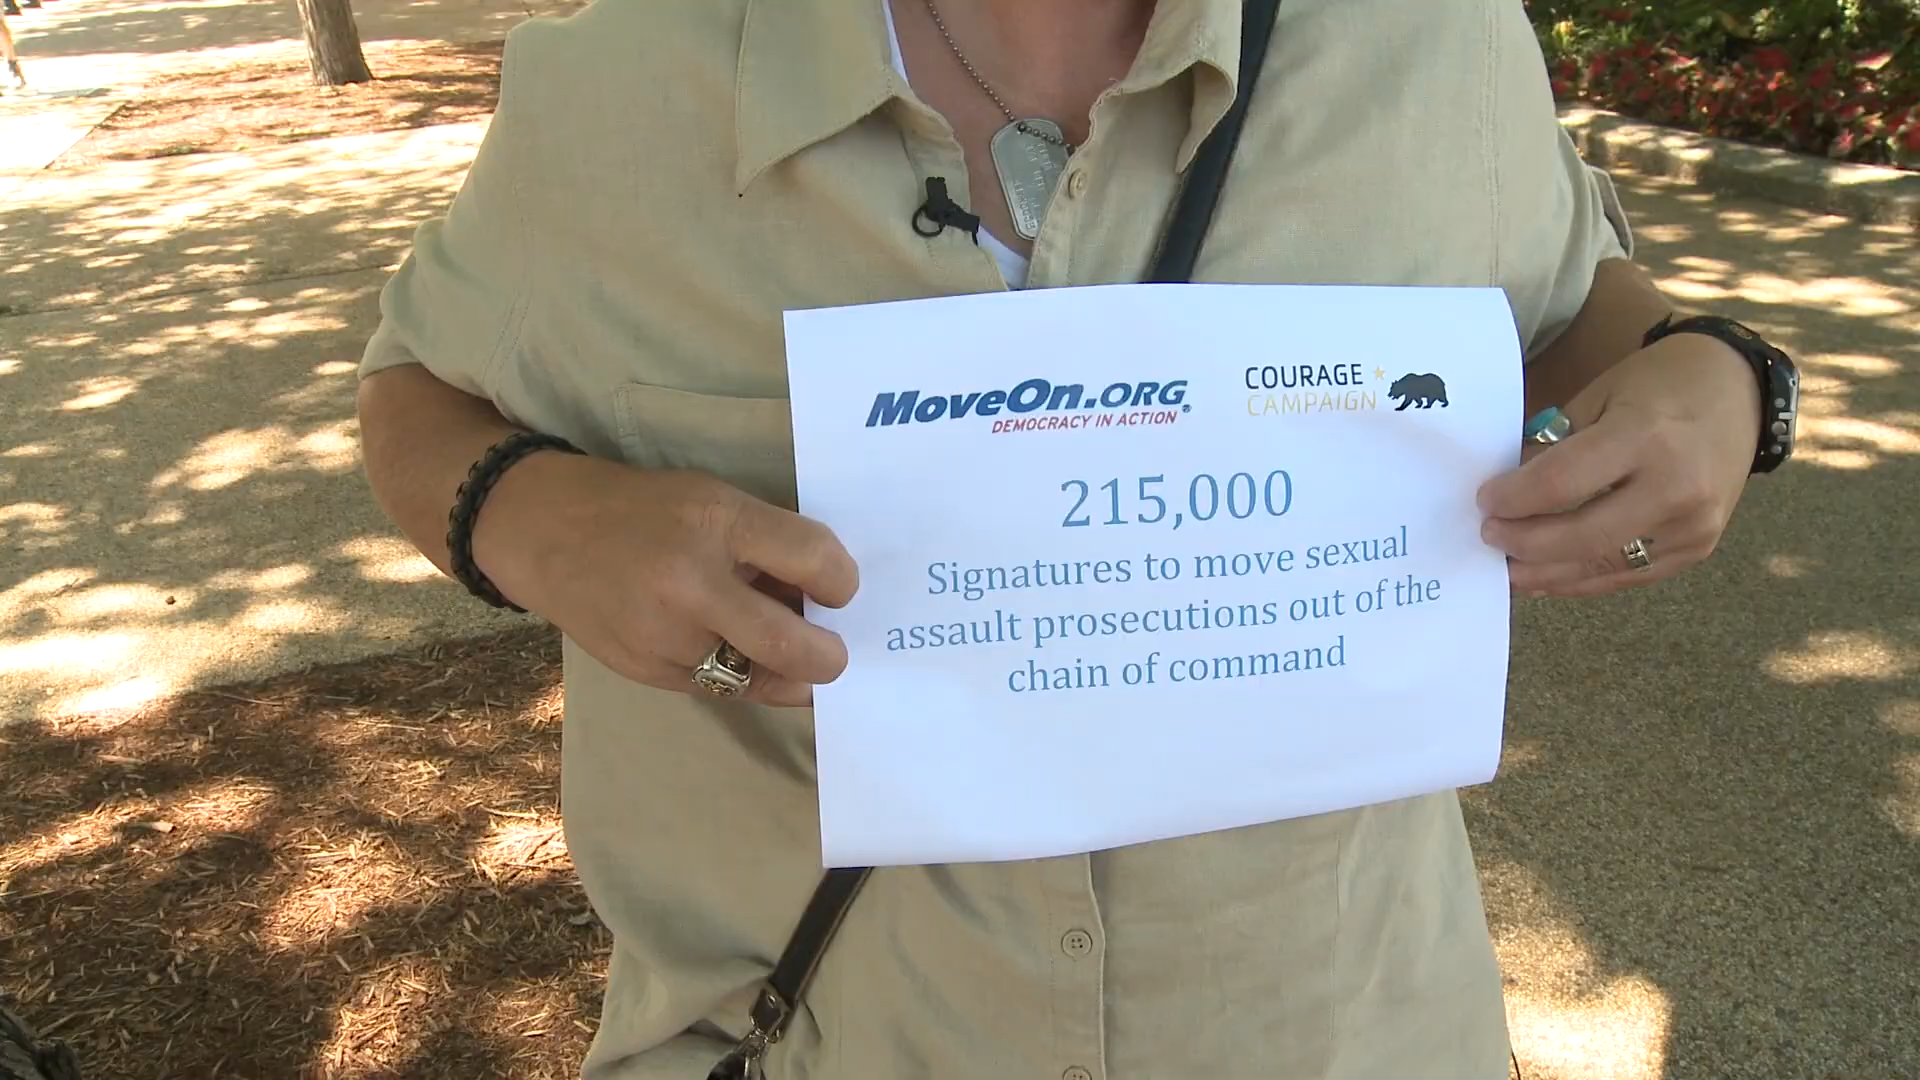 MoveOn.ORG
DEMOCRACY IN ACTION
COURAGE
CAMPAIGN
215,000
Signatures to move sexual
assault prosecutions out of the
chain of command